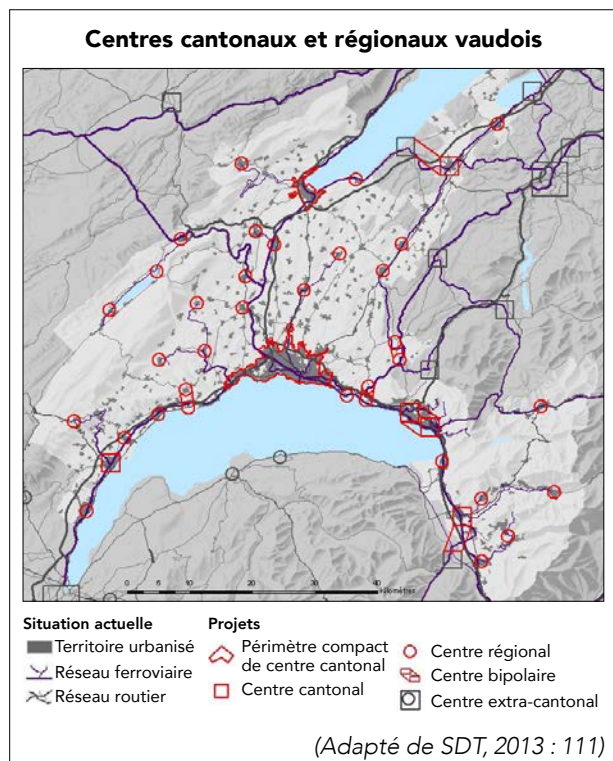 Centres cantonaux et régionaux vaudois
0 5 10 20 30 40
Kilomètres
Situation actuelle
Territoire urbanisé
Réseau ferroviaire
Réseau routier
Projets
Périmètre compact
de centre cantonal
Centre cantonal
Centre régional
Centre bipolaire
Centre extra-cantonal
(Adapté de SDT, 2013 : 111)